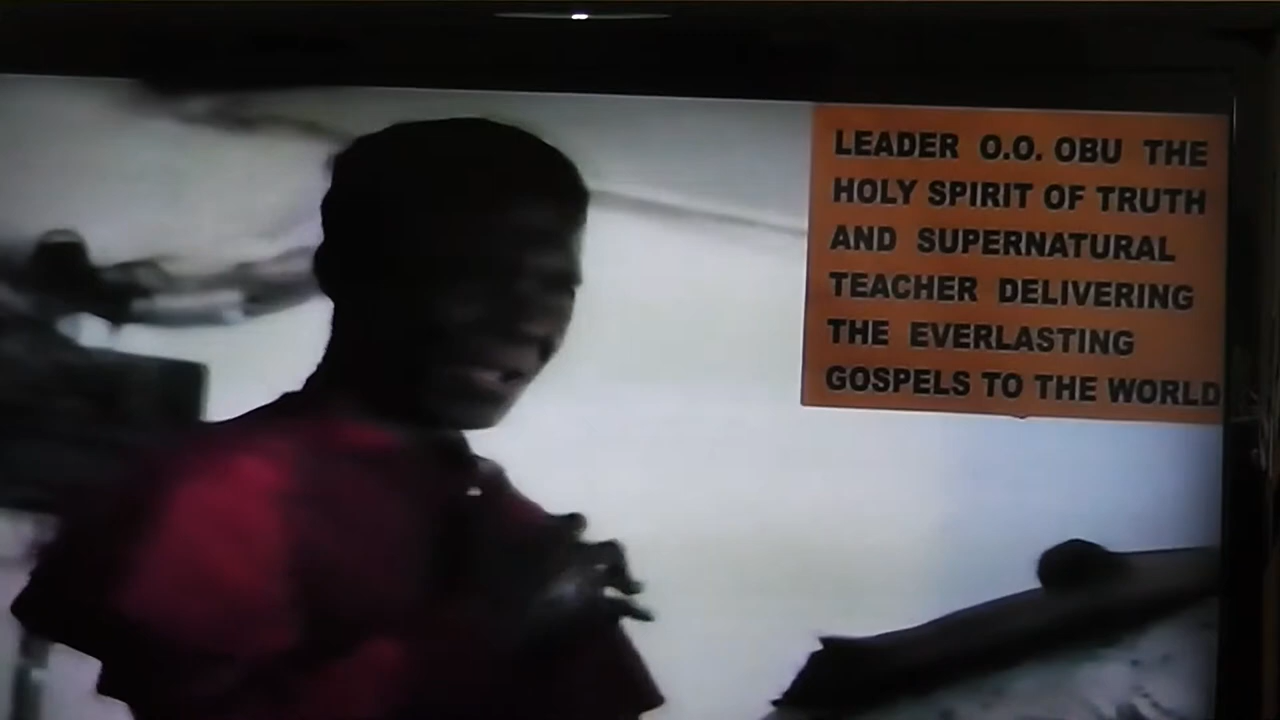 LEADER O.O. OBU THE
HOLY SPIRIT OF TRUTH
AND SUPERNATURAL
TEACHER DELIVERING
THE EVERLASTING
GOSPELS TO THE WORLD